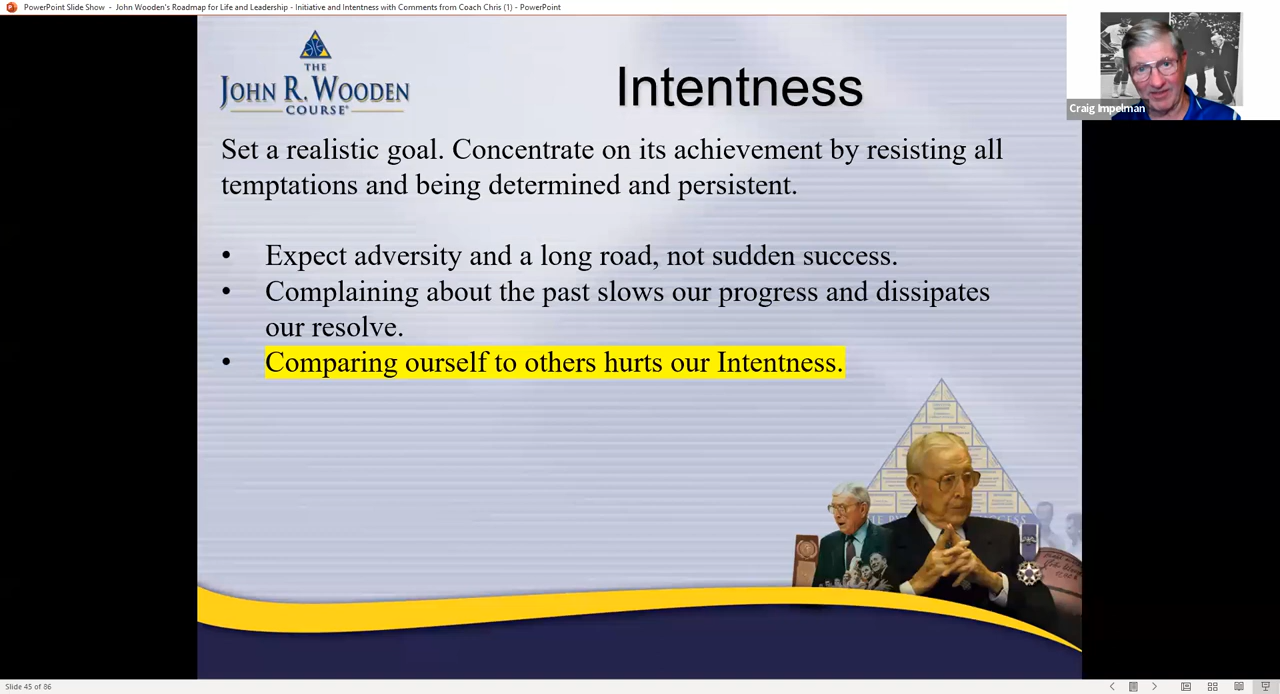 PowerPoint Slide Show - John Wooden's Roadmap for Life and Leadership - Initiative and Intentness with Comments from Coach Chris (1) - PowerPoint
THE
JOHN R. WOODEN
COURSE®
Intentness
Craig Impelman
Set a realistic goal. Concentrate on its achievement by resisting all
temptations and being determined and persistent.
• Expect adversity and a long road, not sudden success.
• Complaining about the past slows our progress and dissipates
our resolve.
• Comparing ourself to others hurts our Intentness.
Slide 45 of 86